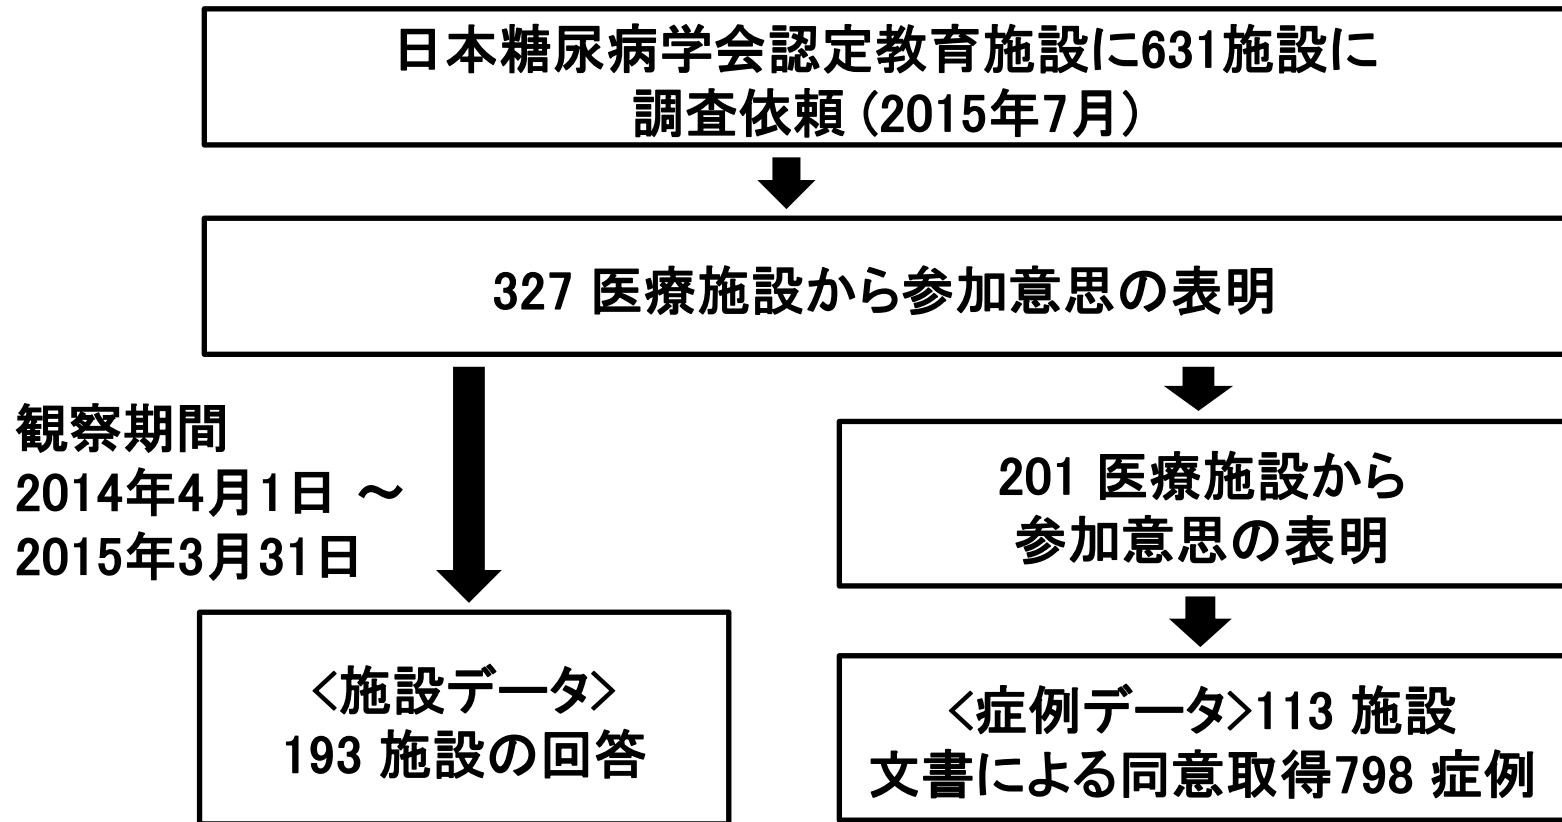 日本糖尿病学会認定教育施設に631施設に
調査依頼 (2015年7月)
327 医療施設から参加意思の表明
観察期間
2014年4月1日 ～
2015年3月31日
201 医療施設から
参加意思の表明
<施設データ>
193 施設の回答
<症例データ>113 施設
文書による同意取得798 症例